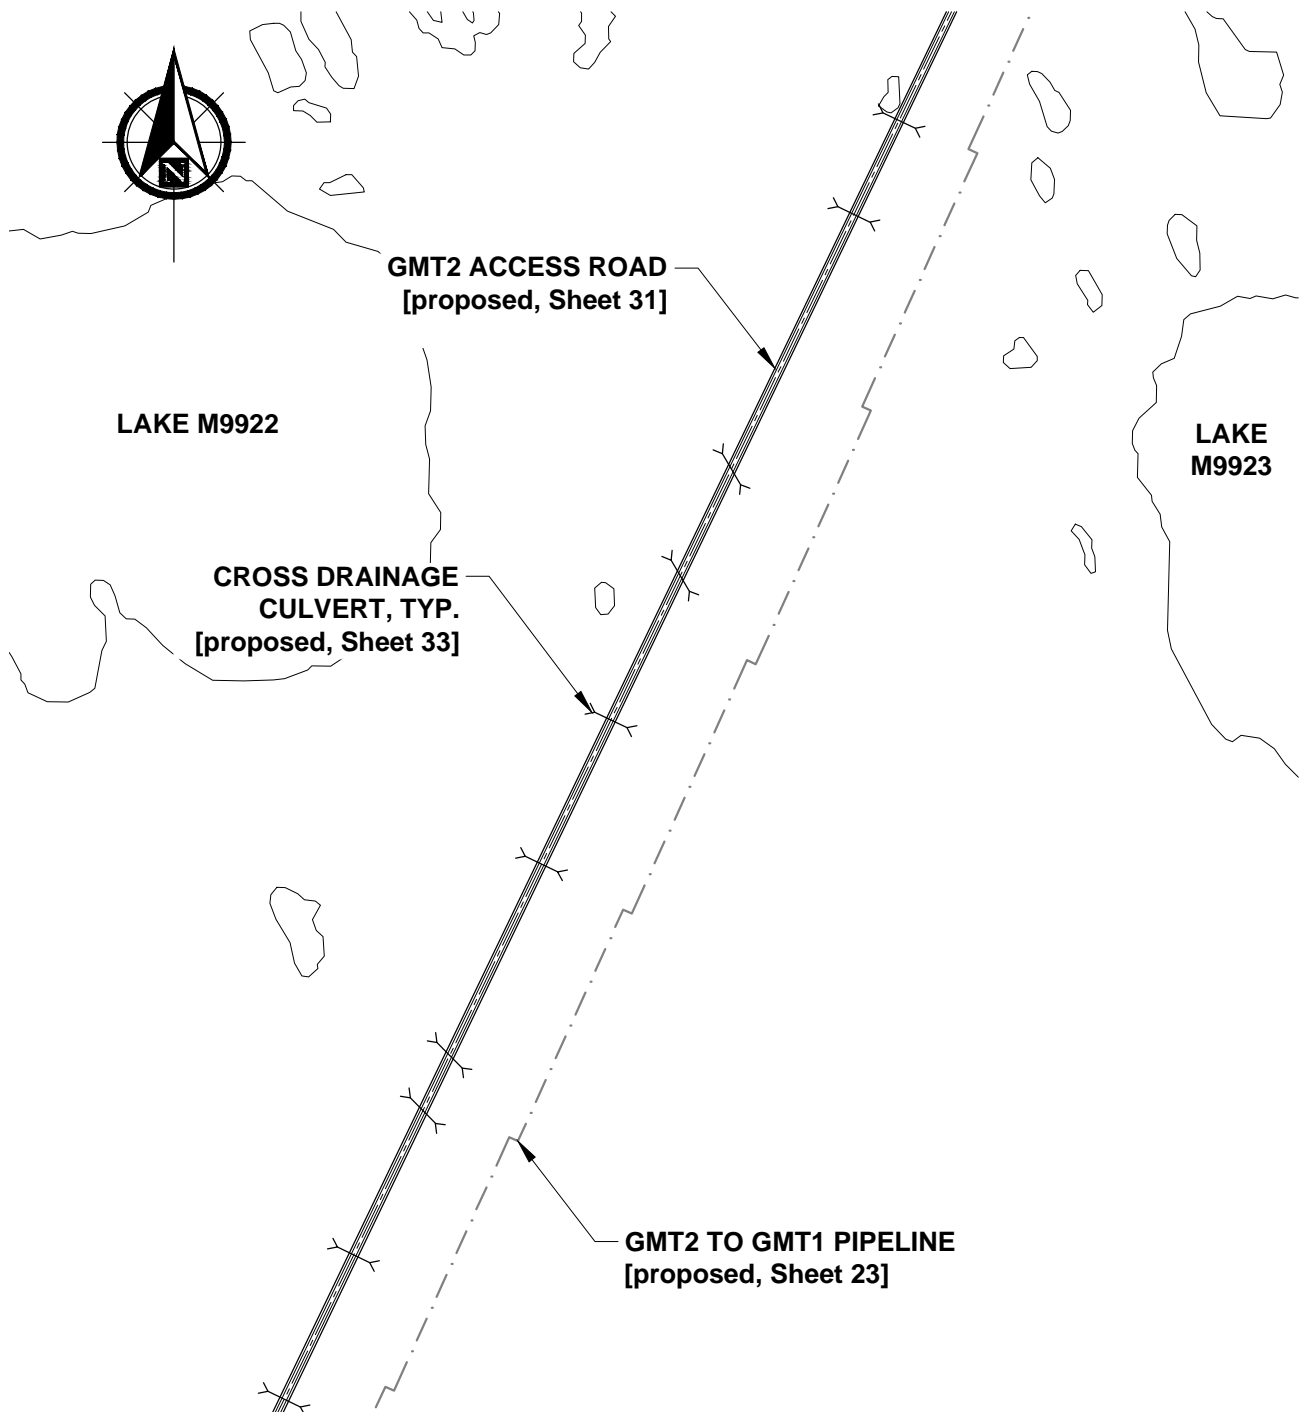 N
GMT2 ACCESS ROAD
[proposed, Sheet 31]
LAKE M9922
LAKE
M9923
CROSS DRAINAGE
CULVERT, TYP.
[proposed, Sheet 33]
GMT2 TO GMT1 PIPELINE
[proposed, Sheet 23]